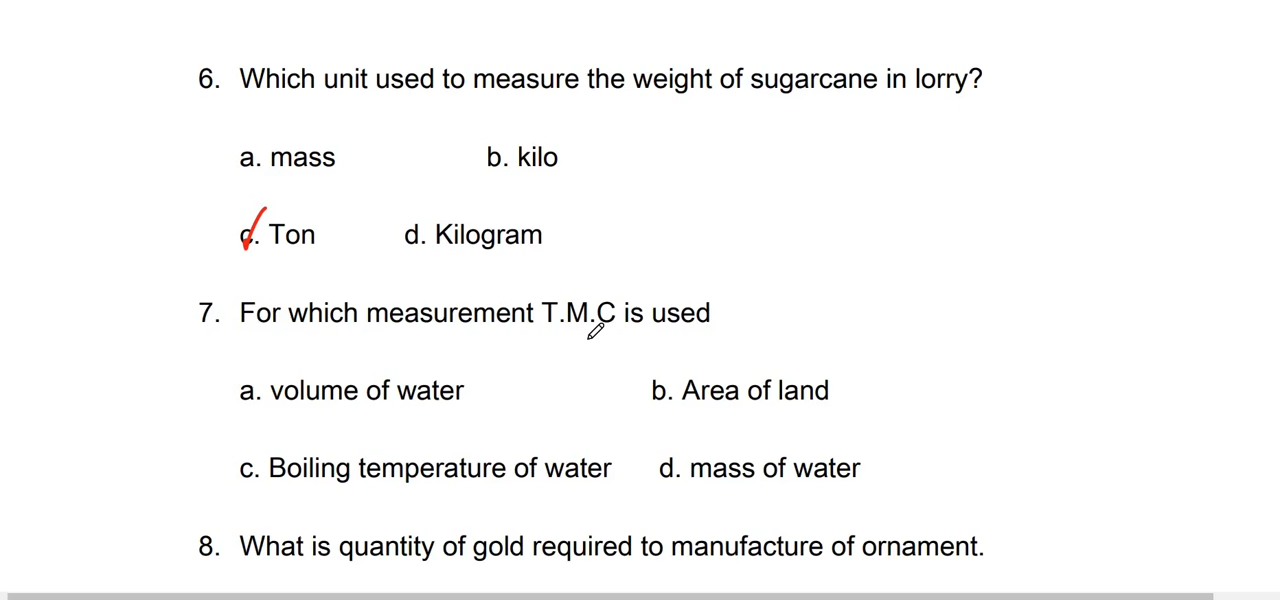 6. Which unit used to measure the weight of sugarcane in lorry?
a. mass b. kilo
c. Ton d. Kilogram
7. For which measurement T.M.C is used
a. volume of water b. Area of land
c. Boiling temperature of water d. mass of water
8. What is quantity of gold required to manufacture of ornament.